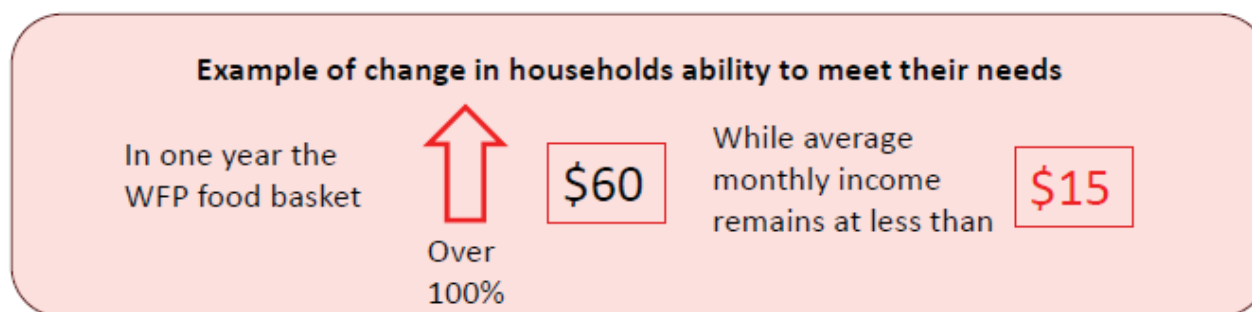 Example of change in households ability to meet their needs
In one year the
WFP food basket
Over
100%
$60
While average
monthly income
remains at less than
$15